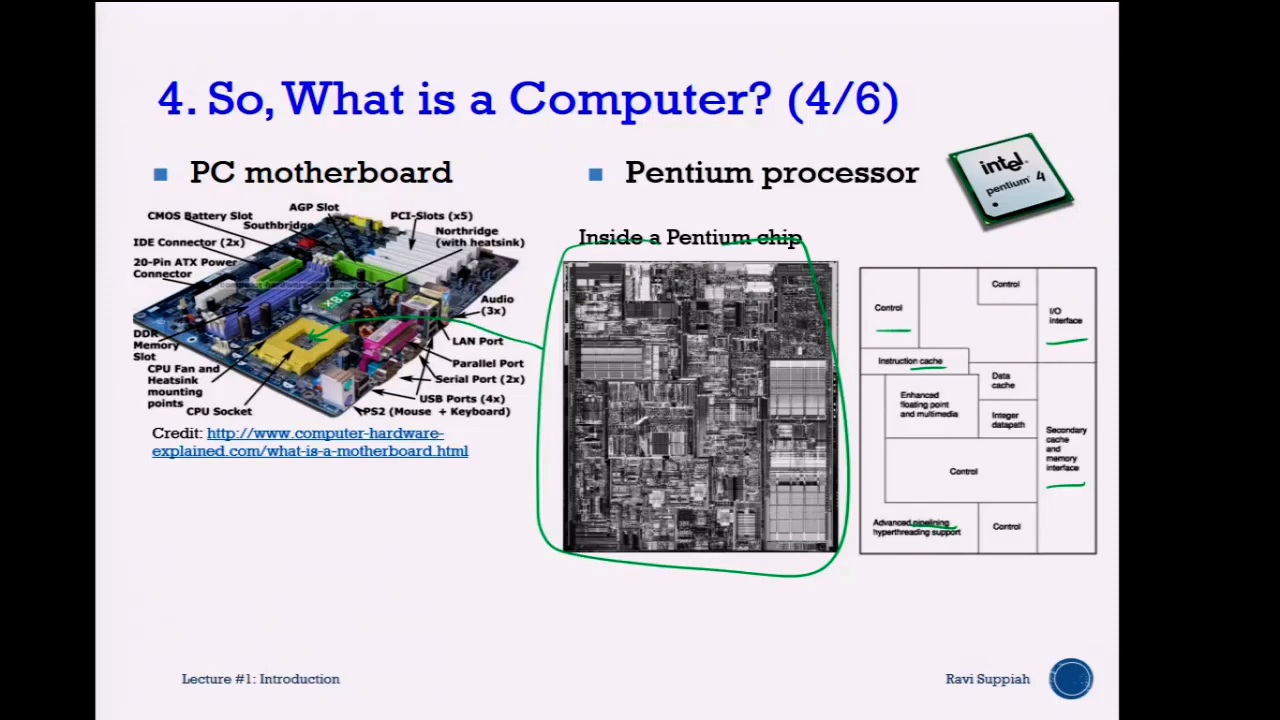 4. So, What is a Computer? (4/6)
PC motherboard
Pentium processor
intel
pentium 4
AGP Slot
CMOS Battery Slot
Southbridge
PCI-Slots (x5)
IDE Connector (2x)
Northridge
(with heatsink)
20-Pin ATX Power
Connector
Audio
(3x)
DDR
Memory
Slot
LAN Port
CPU Fan and
Heatsink
mounting
points
Parallel Port
Serial Port (2x)
USB Ports (4x)
CPU Socket
PS2 (Mouse + Keyboard)
Credit: http://www.computer-hardware-
explained.com/what-is-a-motherboard.html
Inside a Pentium chip
Control
Control
I/O
interface
Instruction cache
Data
cache
Enhanced
floating point
and multimedia
Integer
datapath
Secondary
cache
and
memory
interface
Control
Advanced pipelining
hyperthreading support
Control
Lecture #1: Introduction
Ravi Suppiah